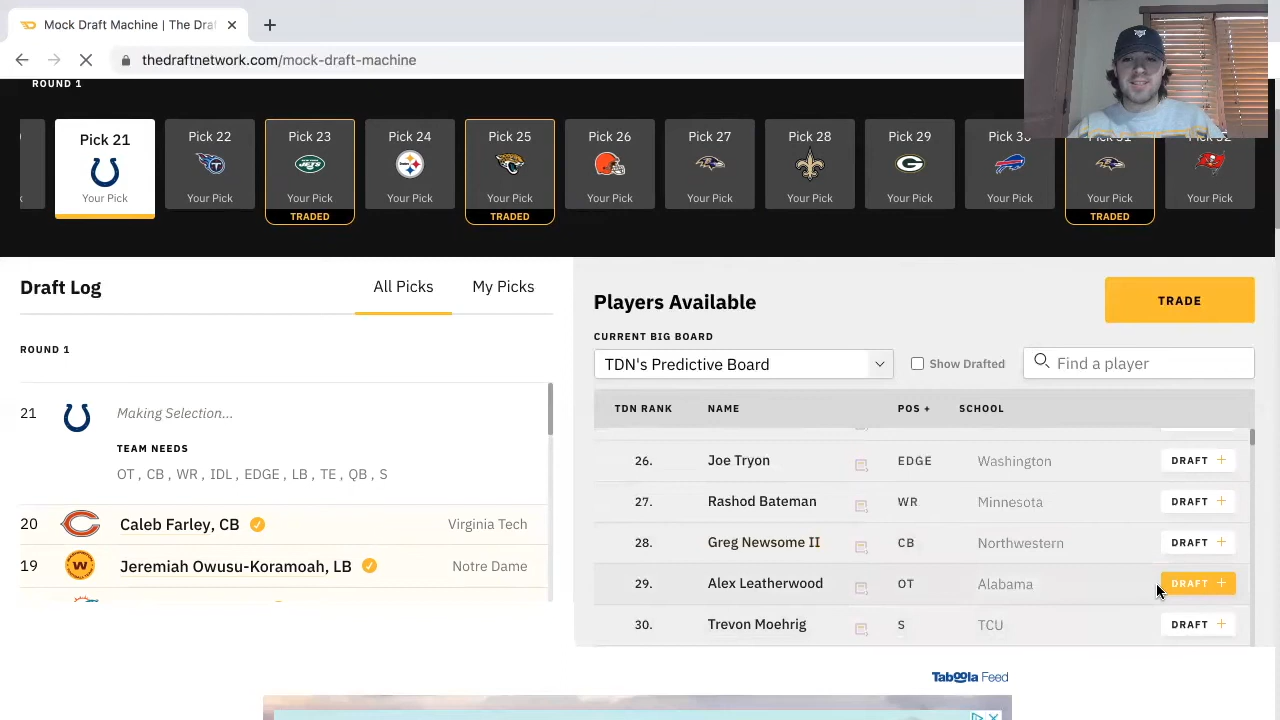 Mock Draft Machine | The Dra
thedraftnetwork.com/mock-draft-machine
ROUND 1
Pick 21 Pick 22 Pick 23 Pick 24 Pick 25 Pick 26 Pick 27 Pick 28 Pick 29
Your Pick Your Pick Your Pick Your Pick Your Pick Your Pick Your Pick Your Pick Your Pick Your Pick Your Pick Your Pick
TRADED TRADED TRADED
Draft Log All Picks My Picks
ROUND 1
21 Making Selection...
TEAM NEEDS
OT , CB , WR , IDL , EDGE , LB , TE , QB , S
20 Caleb Farley, CB Virginia Tech
19 W Jeremiah Owusu-Koramoah, LB Notre Dame
Players Available TRADE
CURRENT BIG BOARD
TDN's Predictive Board Show Drafted Find a player
TDN RANK NAME POS + SCHOOL
26. Joe Tryon EDGE Washington DRAFT +
27. Rashod Bateman WR Minnesota DRAFT +
28. Greg Newsome II CB Northwestern DRAFT +
29. Alex Leatherwood OT Alabama DRAFT +
30. Trevon Moehrig S TCU DRAFT +
Taboola Feed